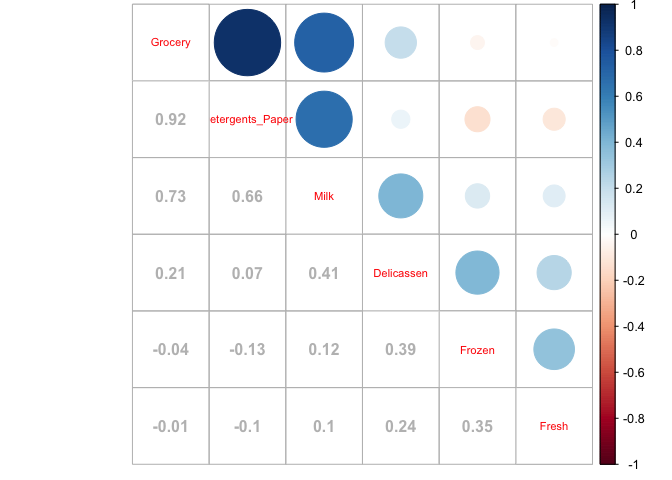 Grocery
0.92 etergents_Paper
0.73 0.66 Milk
0.21 0.07 0.41 Delicassen
-0.04 -0.13 0.12 0.39 Frozen
-0.01 -0.1 0.1 0.24 0.35 Fresh
1
0.8
0.6
0.4
0.2
0
-0.2
-0.4
-0.6
-0.8
-1